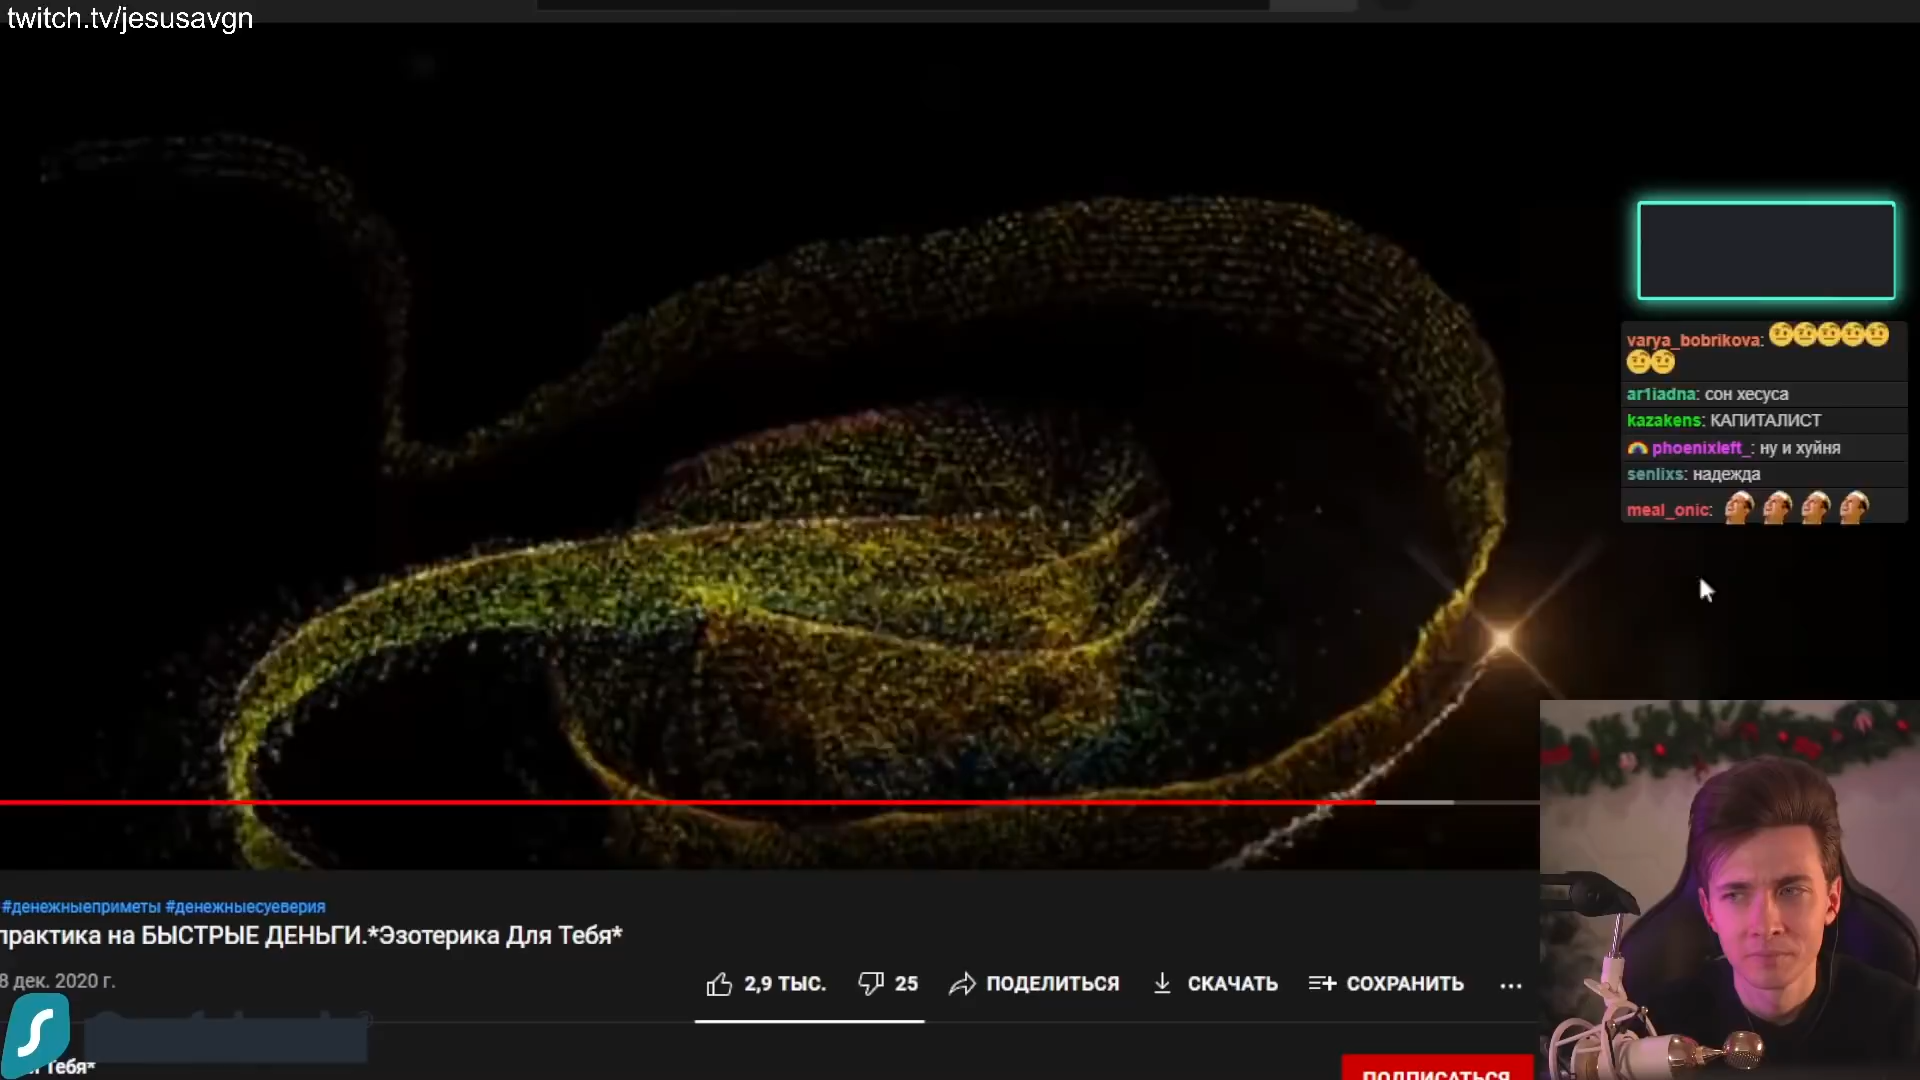 twitch.tv/jesusavgn
varya_bobrikova:
ar1iadna: сон хесуса
kazakens: КАПИТАЛИСТ
phoenixleft_: ну и хуйня
senlixs: надежда
meal_onic:
#денежныеприметы #денежныесуеверия
практика на БЫСТРЫЕ ДЕНЬГИ.*Эзотерика Для Тебя*
8 дек. 2020 г.
2,9 ТЫС. 25 ПОДЕЛИТЬСЯ СКАЧАТЬ СОХРАНИТЬ
Тебя*
ПОДПИСАТЬСЯ